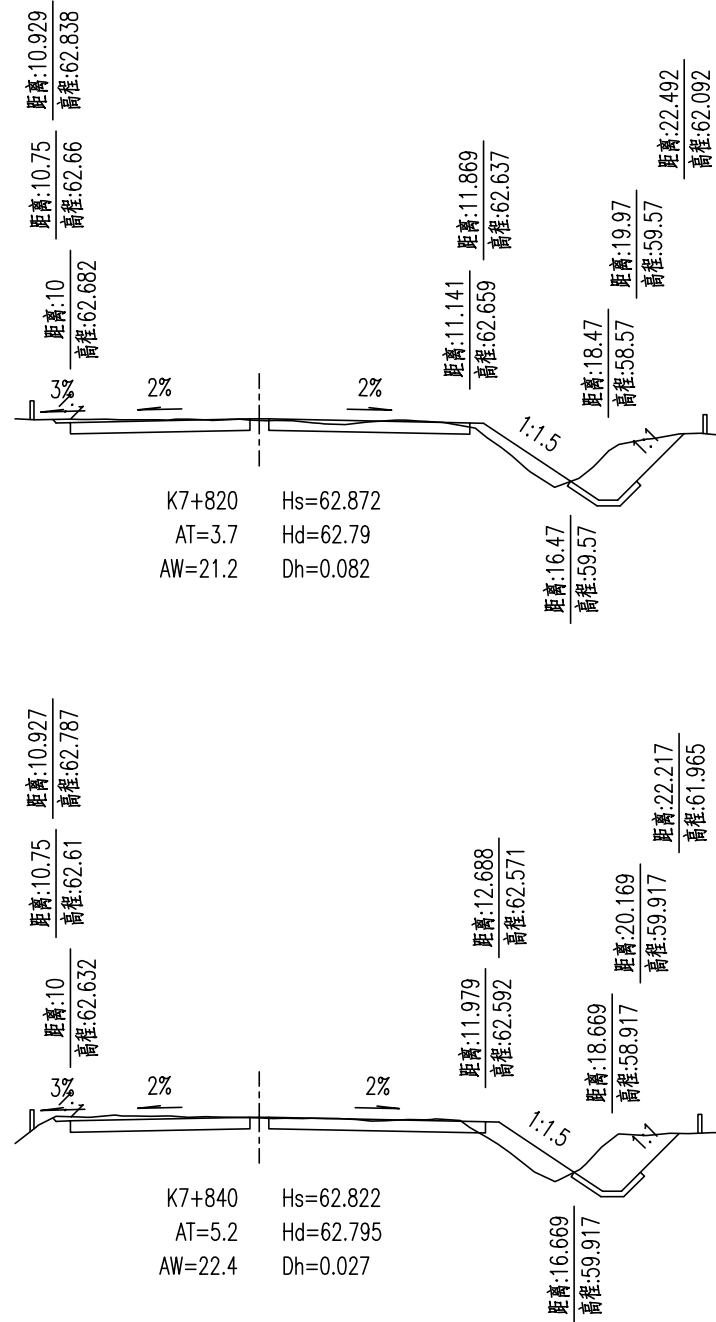 距离:10.929
高程:62.838
距离:10.75
高程:62.66
距离:10
高程:62.682
距离:11.141
高程:62.659
距离:11.869
高程:62.637
距离:18.47
高程:58.57
距离:19.97
高程:59.57
距离:22.492
高程:62.092
3%
1:1
2%
2%
1:1.5
1:1
K7+820 Hs=62.872
AT=3.7 Hd=62.79
AW=21.2 Dh=0.082
距离:16.47
高程:59.57
距离:10.927
高程:62.787
距离:10.75
高程:62.61
距离:10
高程:62.632
距离:11.979
高程:62.592
距离:12.688
高程:62.571
距离:18.669
高程:58.917
距离:20.169
高程:59.917
距离:22.217
高程:61.965
3%
1:1
2%
2%
1:1.5
1:1
K7+840 Hs=62.822
AT=5.2 Hd=62.795
AW=22.4 Dh=0.027
距离:16.669
高程:59.917